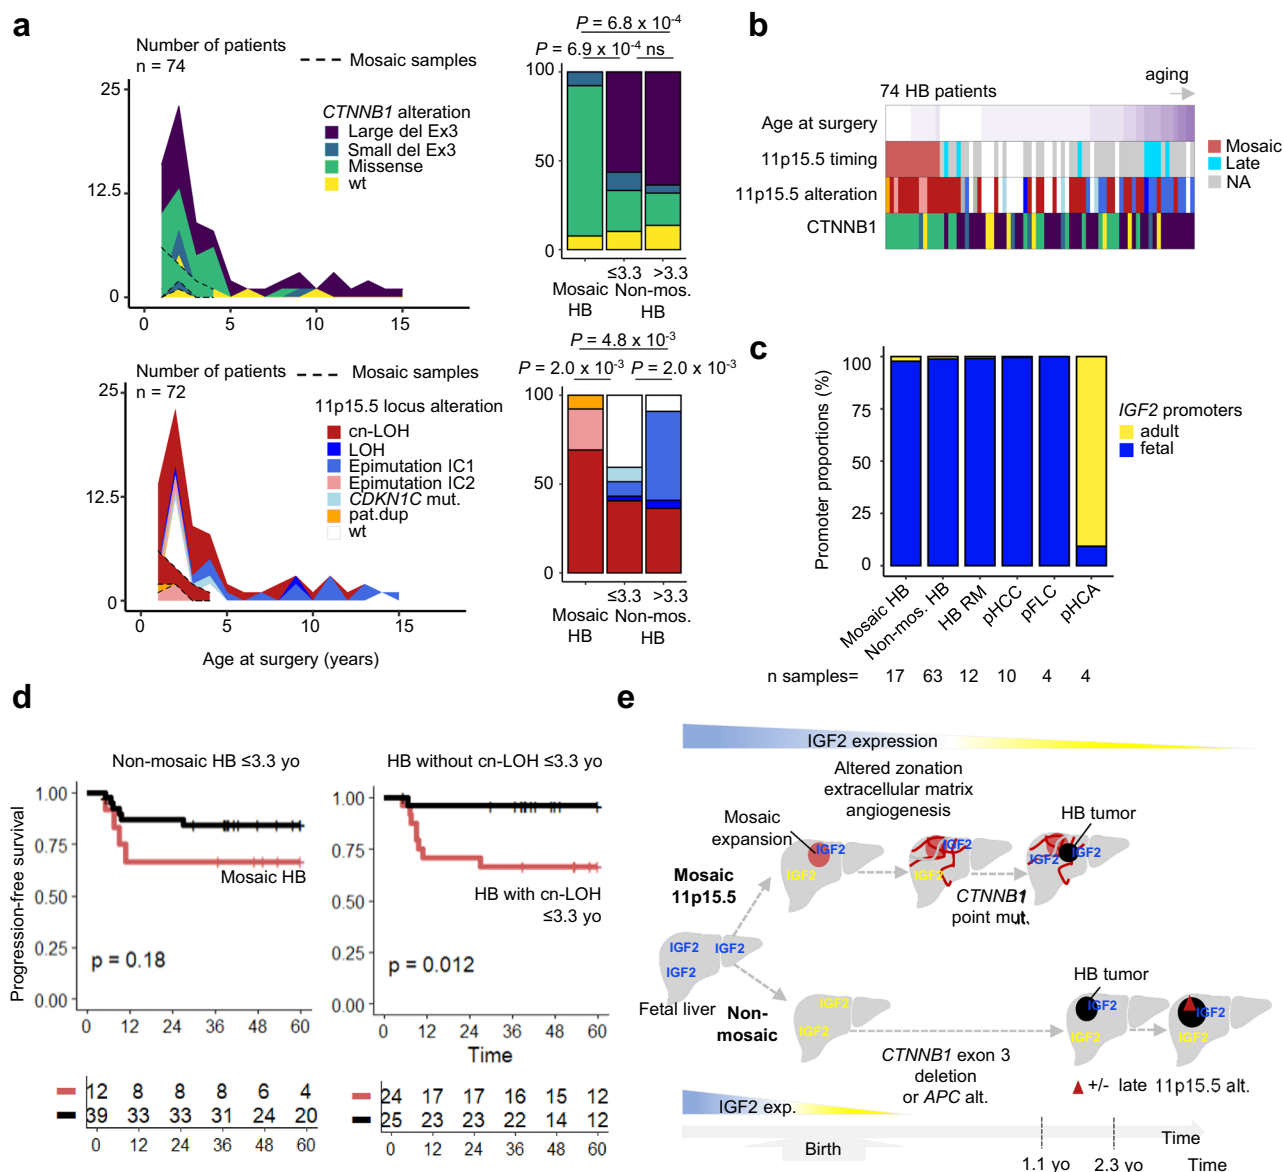 a
Number of patients
n = 74
Mosaic samples
CTNNB1 alteration
Large del Ex3
Small del Ex3
Missense
wt
25
12.5
0
0 5 10 15
P = 6.8 x 10-4
P = 6.9 x 10-4 ns
100
50
0
≤3.3 >3.3
Mosaic HB
Non-mos. HB
Number of patients
n = 72
Mosaic samples
11p15.5 locus alteration
cn-LOH
LOH
Epimutation IC1
Epimutation IC2
CDKN1C mut.
pat.dup
wt
25
12.5
0
0 5 10 15
Age at surgery (years)
P = 4.8 x 10-3
P = 2.0 x 10-3 P = 2.0 x 10-3
100
50
0
≤3.3 >3.3
Mosaic HB
Non-mos. HB
b
aging
74 HB patients
Age at surgery
11p15.5 timing
11p15.5 alteration
CTNNB1
Mosaic
Late
NA
c
Promoter proportions (%)
100
75
50
25
0
Mosaic HB
Non-mos. HB
HB RM
pHCC
pFLC
pHCA
IGF2 promoters
adult
fetal
n samples= 17 63 12 10 4 4
d
Non-mosaic HB ≤3.3 yo
Progression-free survival
1.00
0.75
0.50
0.25
0.00
Mosaic HB
p = 0.18
0 12 24 36 48 60
12 8 8 8 6 4
39 33 33 31 24 20
0 12 24 36 48 60
HB without cn-LOH ≤3.3 yo
1.00
0.75
0.50
0.25
0.00
HB with cn-LOH
≤3.3 yo
p = 0.012
0 12 24 36 48 60
Time
24 17 17 16 15 12
25 23 23 22 14 12
0 12 24 36 48 60
e
IGF2 expression
Altered zonation
extracellular matrix
angiogenesis
Mosaic
expansion
HB tumor
IGF2
IGF2
IGF2
IGF2
IGF2
IGF2
Mosaic
11p15.5
CTNNB1
point mut.
IGF2 IGF2
IGF2
Fetal liver
Non-
mosaic
IGF2
IGF2
HB tumor
IGF2
IGF2
IGF2
IGF2
CTNNB1 exon 3
deletion
or APC alt.
+/- late 11p15.5 alt.
IGF2 exp.
Birth
Time
1.1 yo 2.3 yo Time